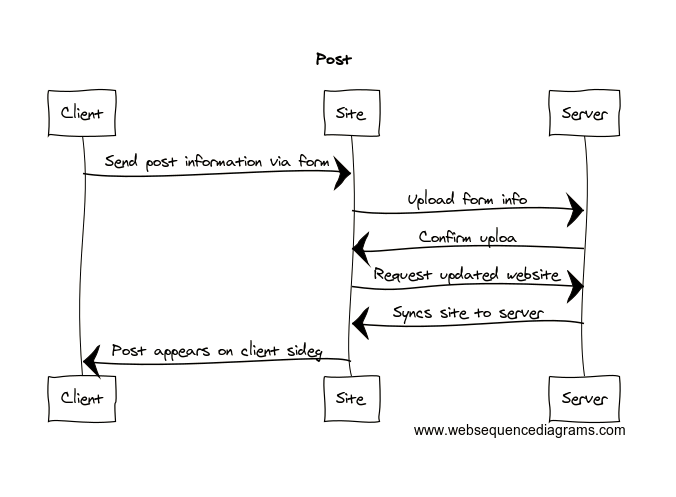 Post
Client
Site
Server
Send post information via form
Upload form info
Confirm uploa
Request updated website
Syncs site to server
Post appears on client sideg
Client
Site
Server
www.websequencediagrams.com